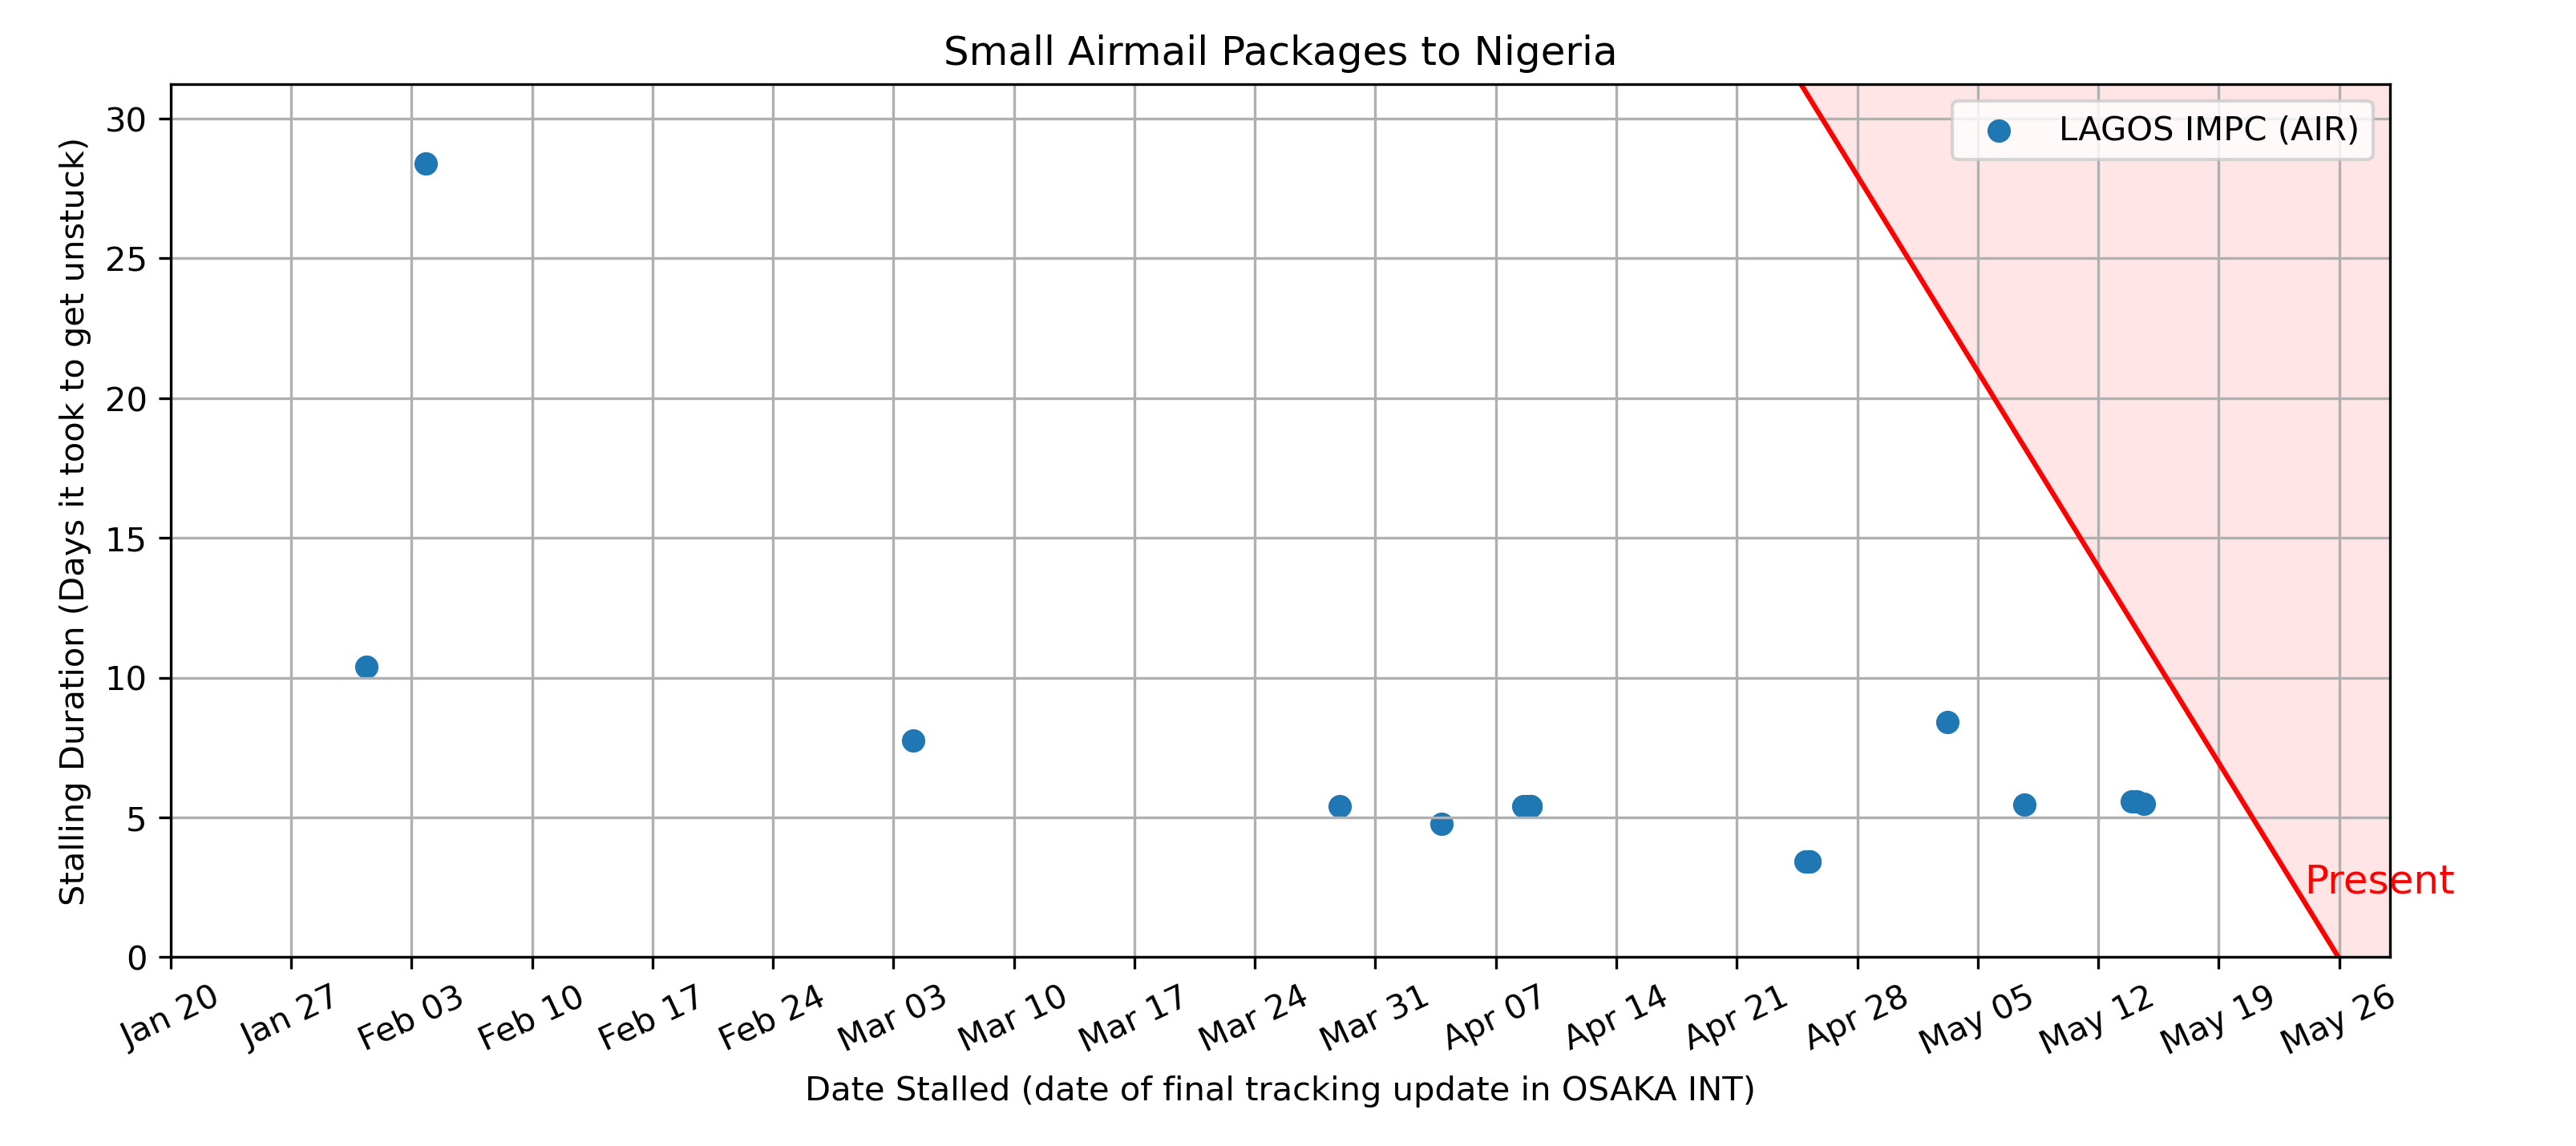 Small Airmail Packages to Nigeria
LAGOS IMPC (AIR)
Stalling Duration (Days it took to get unstuck)
30
25
20
15
10
5
0
Present
Jan 20
Jan 27
Feb 03
Feb 10
Feb 17
Feb 24
Mar 03
Mar 10
Mar 17
Mar 24
Mar 31
Apr 07
Apr 14
Apr 21
Apr 28
May 05
May 12
May 19
May 26
Date Stalled (date of final tracking update in OSAKA INT)